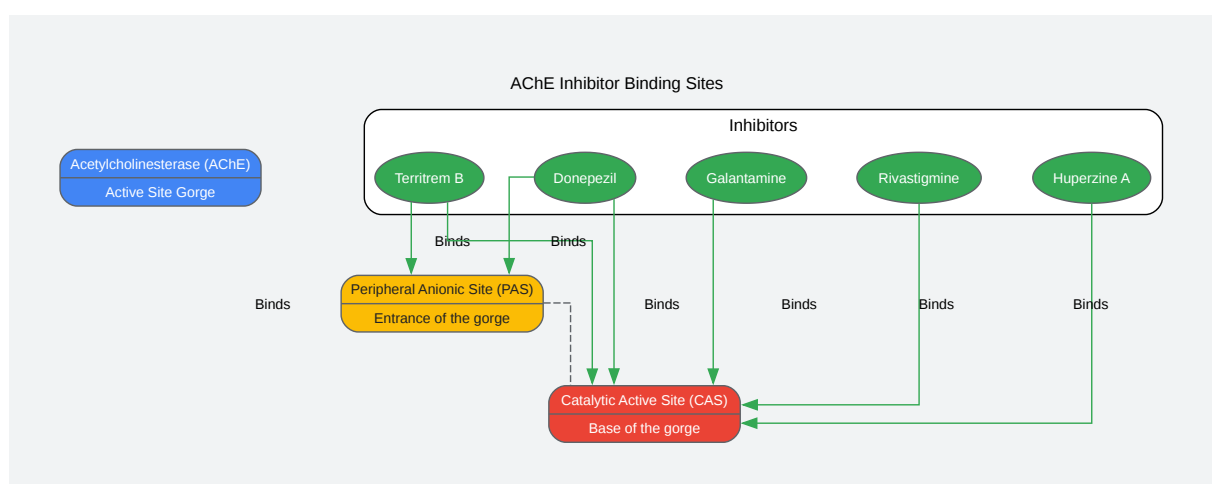 AChE Inhibitor Binding Sites
Inhibitors
Acetylcholinesterase (AChE)
Active Site Gorge
Territrem B
Donepezil
Galantamine
Rivastigmine
Huperzine A
Binds
Binds
Peripheral Anionic Site (PAS)
Entrance of the gorge
Binds
Binds
Binds
Binds
Binds
Catalytic Active Site (CAS)
Base of the gorge